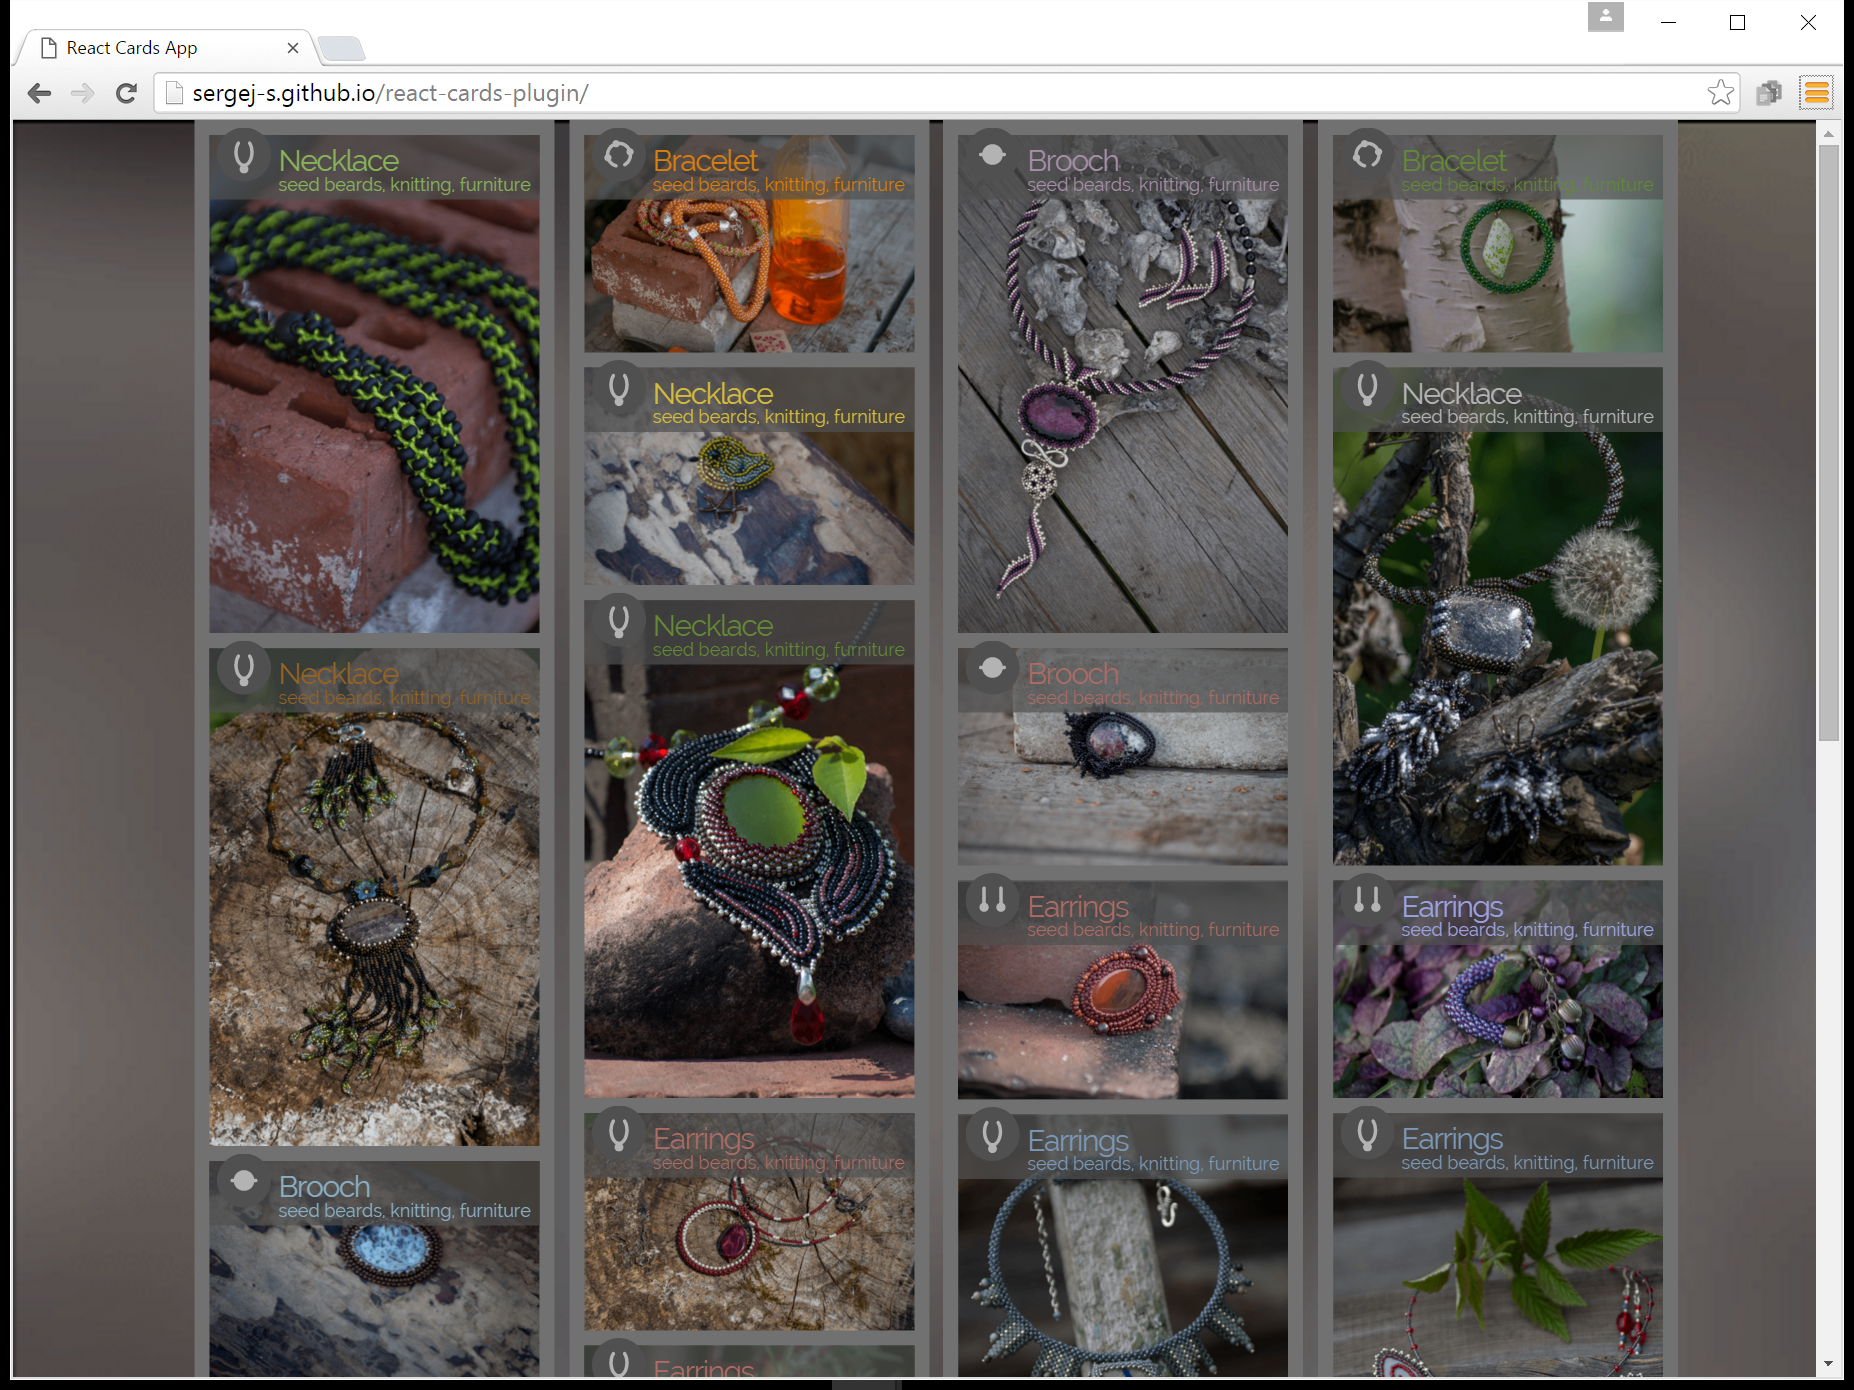 React Cards App
sergej-s.github.io/react-cards-plugin/
Necklace
seed beards, knitting, furniture
Necklace
seed beards, knitting, furniture
Brooch
seed beards, knitting, furniture
Bracelet
seed beards, knitting, furniture
Necklace
seed beards, knitting, furniture
Necklace
seed beards, knitting, furniture
Earrings
seed beards, knitting, furniture
Earrings
Brooch
seed beards, knitting, furniture
Brooch
seed beards, knitting, furniture
Earrings
seed beards, knitting, furniture
Earrings
seed beards, knitting, furniture
Bracelet
seed beards, knitting, furniture
Necklace
seed beards, knitting, furniture
Earrings
seed beards, knitting, furniture
Earrings
seed beards, knitting, furniture